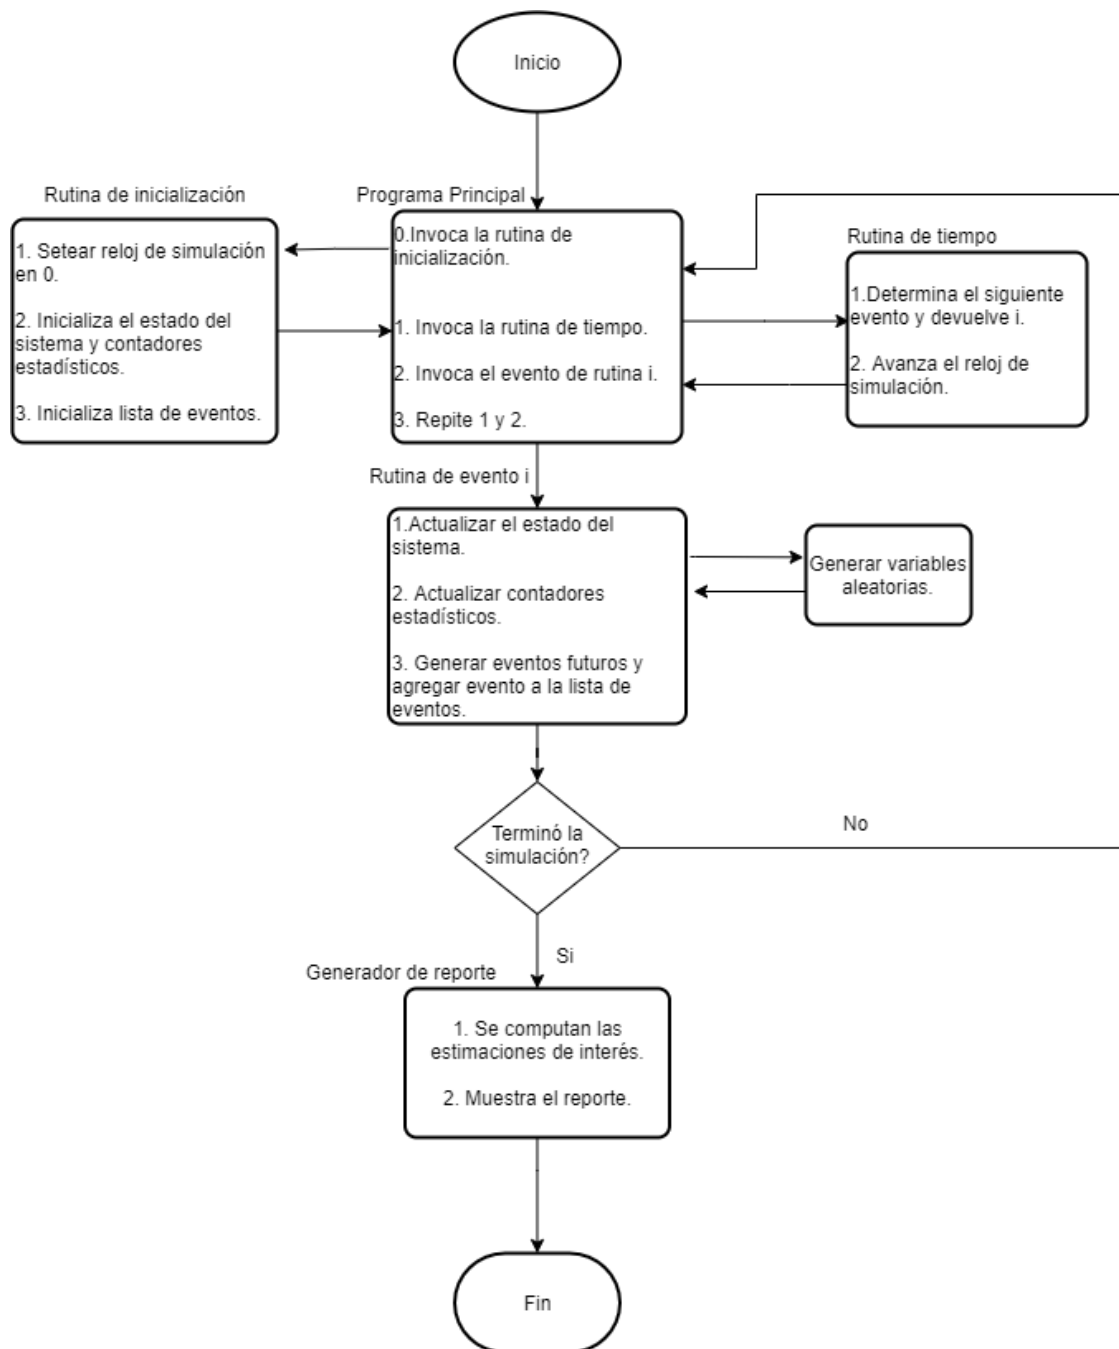 Inicio
Rutina de inicialización
1. Setear reloj de simulación
en 0.
2. Inicializa el estado del
sistema y contadores
estadísticos.
3. Inicializa lista de eventos.
Programa Principal
0.Invoca la rutina de
inicialización.
1. Invoca la rutina de tiempo.
2. Invoca el evento de rutina i.
3. Repite 1 y 2.
Rutina de tiempo
1.Determina el siguiente
evento y devuelve i.
2. Avanza el reloj de
simulación.
Rutina de evento i
1.Actualizar el estado del
sistema.
2. Actualizar contadores
estadísticos.
3. Generar eventos futuros y
agregar evento a la lista de
eventos.
Generar variables
aleatorias.
Terminó la
simulación?
No
Si
Generador de reporte
1. Se computan las
estimaciones de interés.
2. Muestra el reporte.
Fin